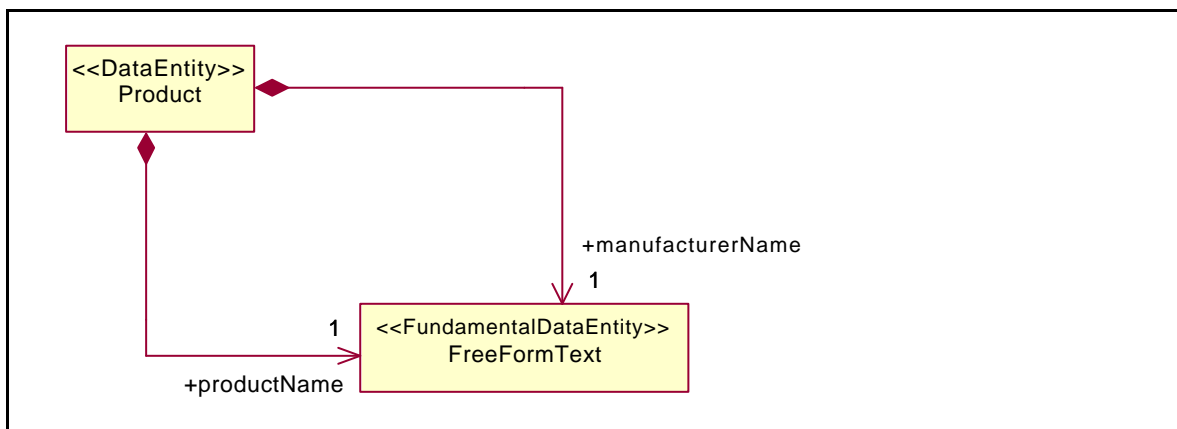 <<DataEntity>>
Product
+manufacturerName
1
1
<<FundamentalDataEntity>>
FreeFormText
+productName